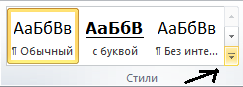 АаБбВв АаБбВ АаБбВв
¶ Обычный с буквой ¶ Без инте...
Стили